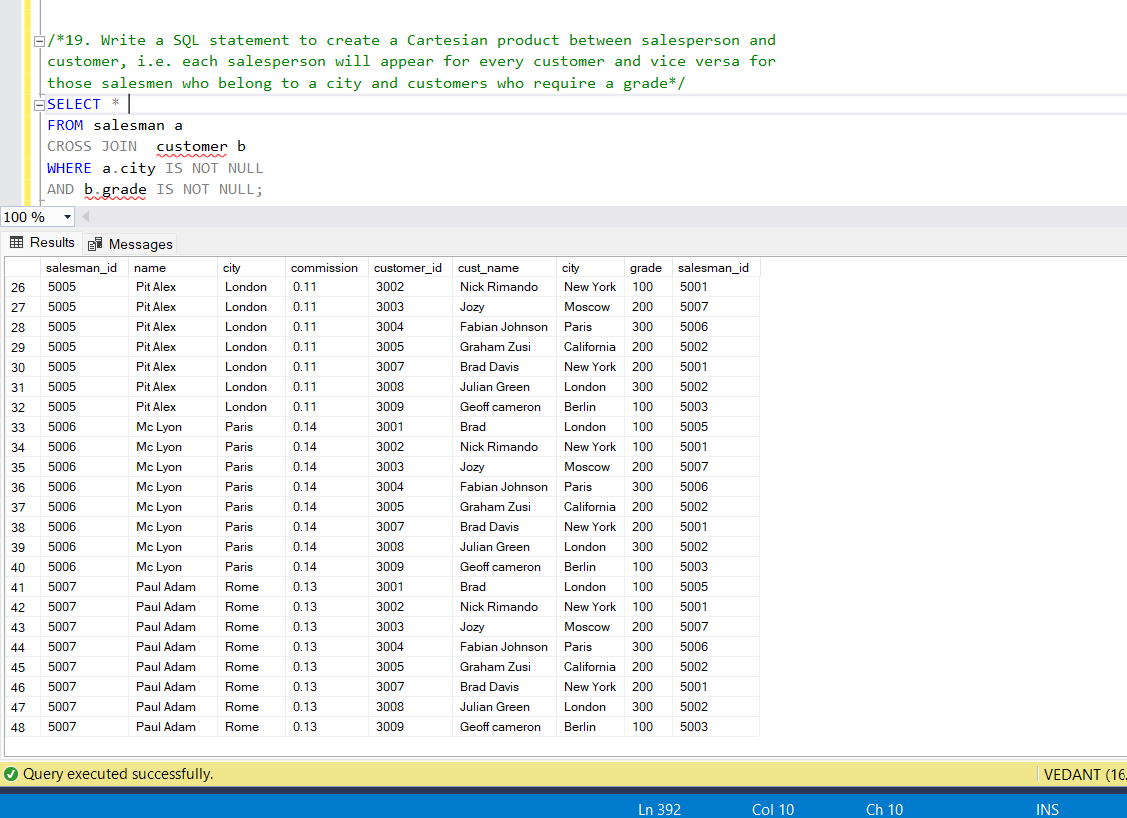 /*19. Write a SQL statement to create a Cartesian product between salesperson and
customer, i.e. each salesperson will appear for every customer and vice versa for
those salesmen who belong to a city and customers who require a grade*/
SELECT *
FROM salesman a
CROSS JOIN  customer b
WHERE a.city IS NOT NULL
AND b.grade IS NOT NULL;
100 %
Results Messages
salesman_id name city commission customer_id cust_name city grade salesman_id
26 5005 Pit Alex London 0.11 3002 Nick Rimando New York 100 5001
27 5005 Pit Alex London 0.11 3003 Jozy Moscow 200 5007
28 5005 Pit Alex London 0.11 3004 Fabian Johnson Paris 300 5006
29 5005 Pit Alex London 0.11 3005 Graham Zusi California 200 5002
30 5005 Pit Alex London 0.11 3007 Brad Davis New York 200 5001
31 5005 Pit Alex London 0.11 3008 Julian Green London 300 5002
32 5005 Pit Alex London 0.11 3009 Geoff cameron Berlin 100 5003
33 5006 Mc Lyon Paris 0.14 3001 Brad London 100 5005
34 5006 Mc Lyon Paris 0.14 3002 Nick Rimando New York 100 5001
35 5006 Mc Lyon Paris 0.14 3003 Jozy Moscow 200 5007
36 5006 Mc Lyon Paris 0.14 3004 Fabian Johnson Paris 300 5006
37 5006 Mc Lyon Paris 0.14 3005 Graham Zusi California 200 5002
38 5006 Mc Lyon Paris 0.14 3007 Brad Davis New York 200 5001
39 5006 Mc Lyon Paris 0.14 3008 Julian Green London 300 5002
40 5006 Mc Lyon Paris 0.14 3009 Geoff cameron Berlin 100 5003
41 5007 Paul Adam Rome 0.13 3001 Brad London 100 5005
42 5007 Paul Adam Rome 0.13 3002 Nick Rimando New York 100 5001
43 5007 Paul Adam Rome 0.13 3003 Jozy Moscow 200 5007
44 5007 Paul Adam Rome 0.13 3004 Fabian Johnson Paris 300 5006
45 5007 Paul Adam Rome 0.13 3005 Graham Zusi California 200 5002
46 5007 Paul Adam Rome 0.13 3007 Brad Davis New York 200 5001
47 5007 Paul Adam Rome 0.13 3008 Julian Green London 300 5002
48 5007 Paul Adam Rome 0.13 3009 Geoff cameron Berlin 100 5003
Query executed successfully. VEDANT (16.
Ln 392 Col 10 Ch 10 INS